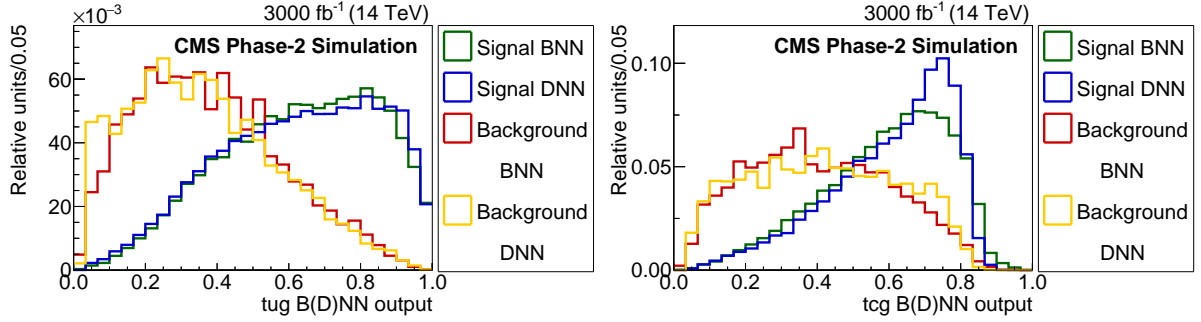 ×10⁻³
3000 fb⁻¹ (14 TeV)
CMS Phase-2 Simulation
Relative units/0.05
60
40
20
0
0.0 0.2 0.4 0.6 0.8 1.0
tug B(D)NN output
Signal BNN
Signal DNN
Background
BNN
Background
DNN
3000 fb⁻¹ (14 TeV)
CMS Phase-2 Simulation
Relative units/0.05
0.10
0.05
0.00
0.0 0.2 0.4 0.6 0.8 1.0
tcg B(D)NN output
Signal BNN
Signal DNN
Background
BNN
Background
DNN